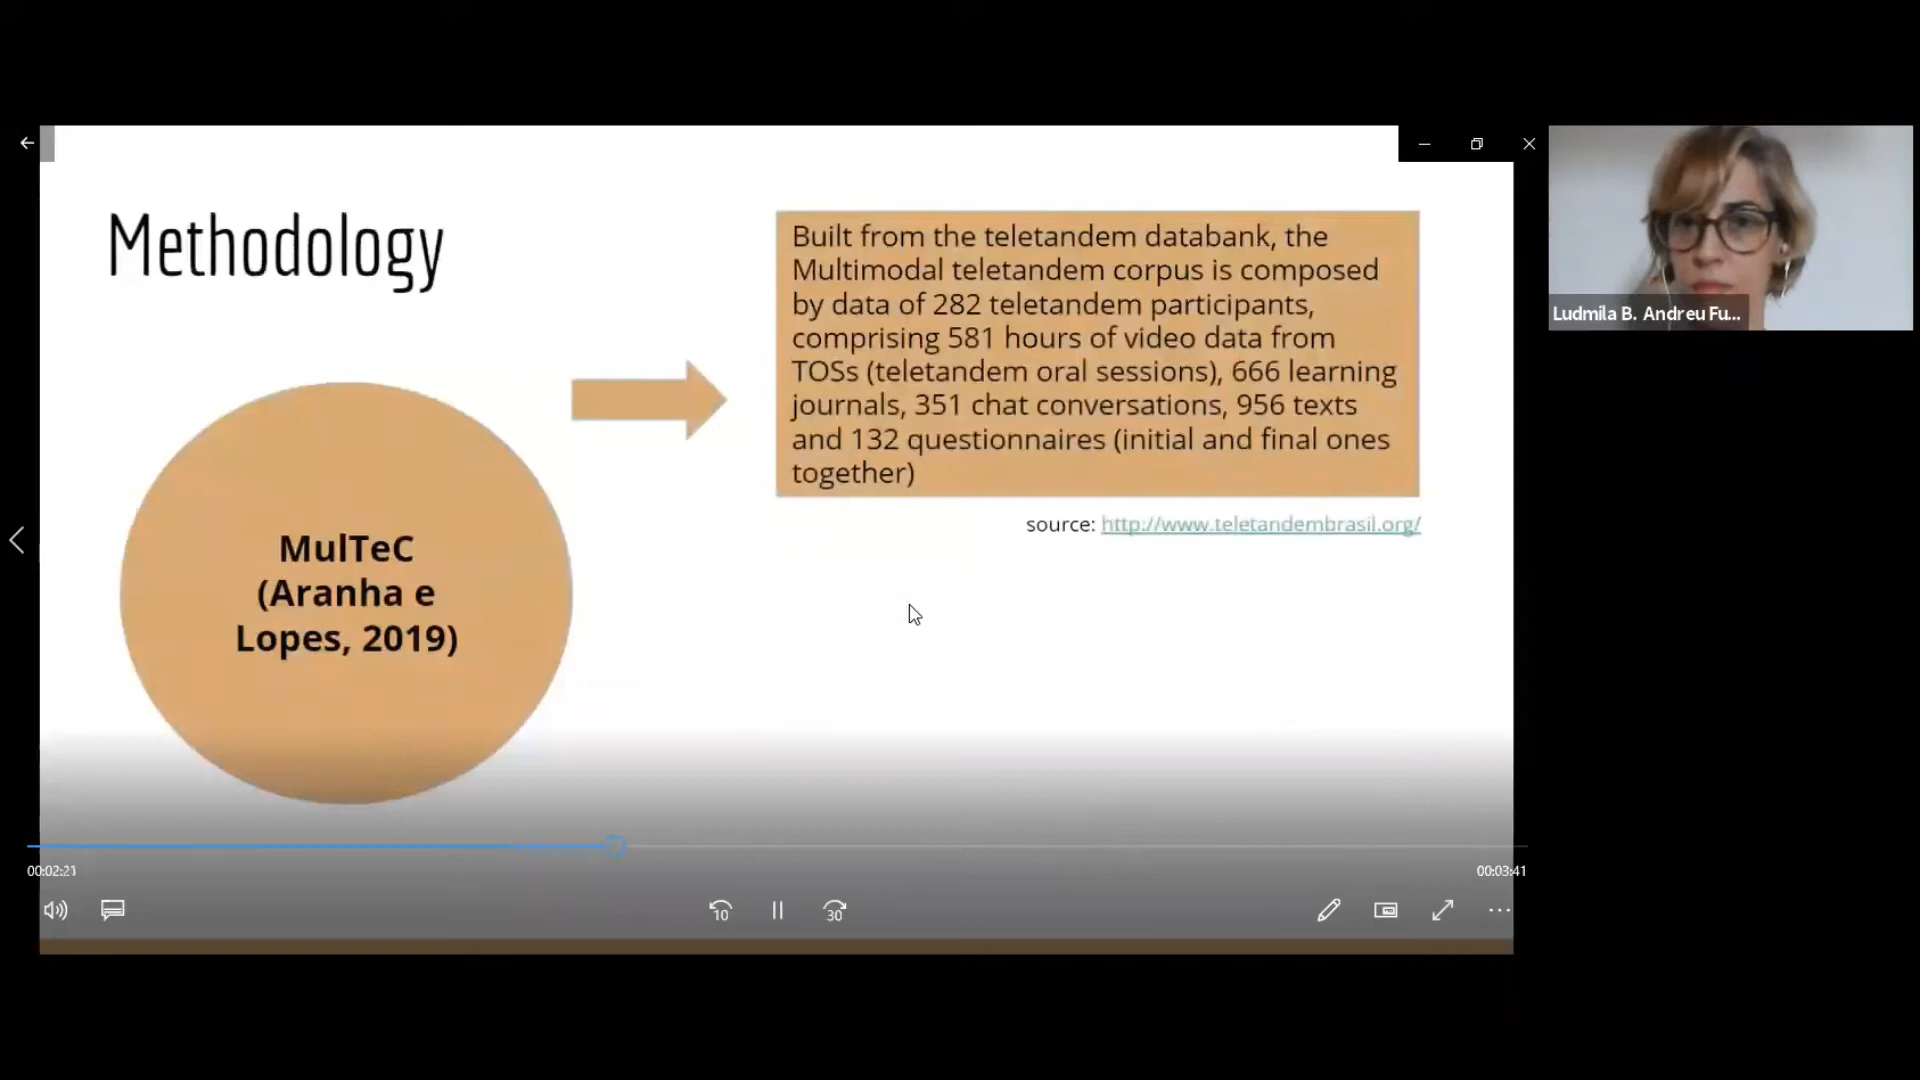 Methodology
Built from the teletandem databank, the
Multimodal teletandem corpus is composed
by data of 282 teletandem participants,
comprising 581 hours of video data from
TOSs (teletandem oral sessions), 666 learning
journals, 351 chat conversations, 956 texts
and 132 questionnaires (initial and final ones
together)
source: http://www.teletandembrasil.org/
MulTeC
(Aranha e
Lopes, 2019)
Ludmila B. Andreu Fu...
00:02:21
00:03:41
10
30